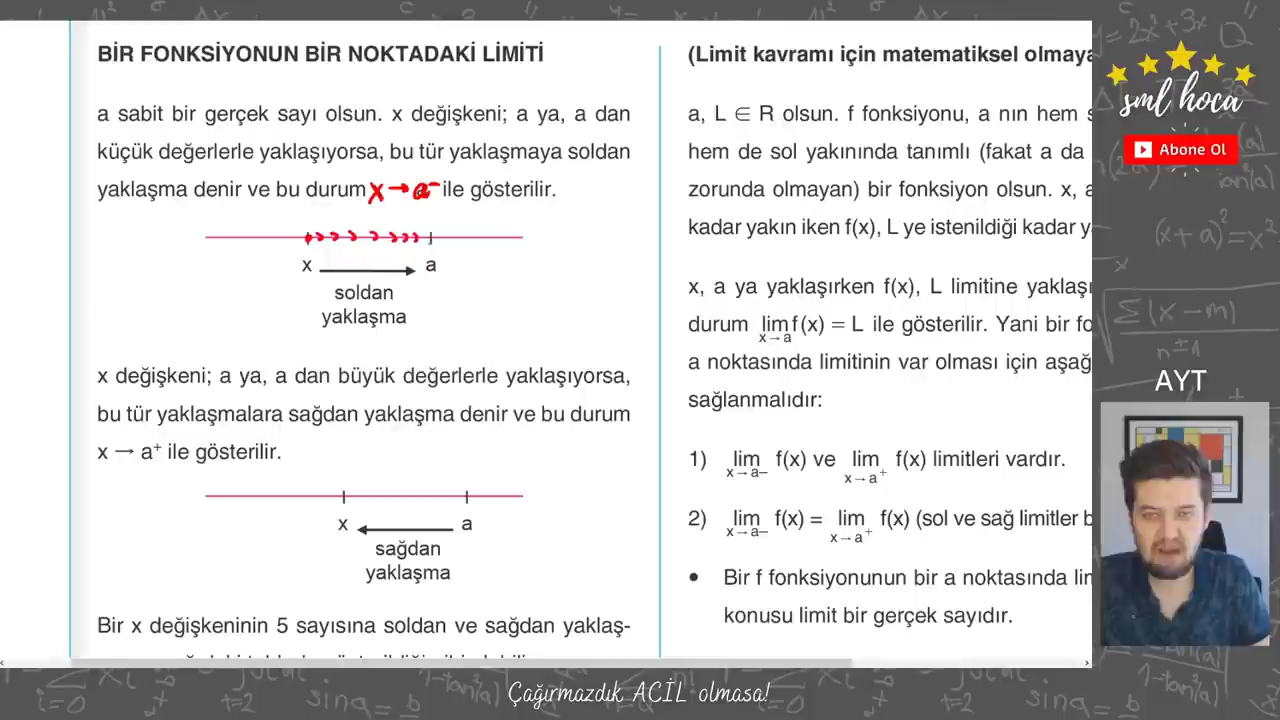 BİR FONKSİYONUN BİR NOKTADAKİ LİMİTİ
a sabit bir gerçek sayı olsun. x değişkeni; a ya, a dan
küçük değerlerle yaklaşıyorsa, bu tür yaklaşmaya soldan
yaklaşma denir ve bu durum x → a⁻ ile gösterilir.
x a
soldan
yaklaşma
x değişkeni; a ya, a dan büyük değerlerle yaklaşıyorsa,
bu tür yaklaşmalara sağdan yaklaşma denir ve bu durum
x → a⁺ ile gösterilir.
x a
sağdan
yaklaşma
Bir x değişkeninin 5 sayısına soldan ve sağdan yaklaş-
(Limit kavramı için matematiksel olmaya
a, L ∈ R olsun. f fonksiyonu, a nın hem s
hem de sol yakınında tanımlı (fakat a da
zorunda olmayan) bir fonksiyon olsun. x, a
kadar yakın iken f(x), L ye istenildiği kadar y
x, a ya yaklaşırken f(x), L limitine yaklaşı
durum lim f(x) = L ile gösterilir. Yani bir fo
x→a
a noktasında limitinin var olması için aşağ
sağlanmalıdır:
1) lim f(x) ve lim f(x) limitleri vardır.
x→a– x→a⁺
2) lim f(x) = lim f(x) (sol ve sağ limitler b
x→a– x→a⁺
• Bir f fonksiyonunun bir a noktasında lim
konusu limit bir gerçek sayıdır.
sml hoca
Abone Ol
(x+a)²=x²
Σ(x-m)
n±1
AYT
Çağırmazdık ACİL olmasa!